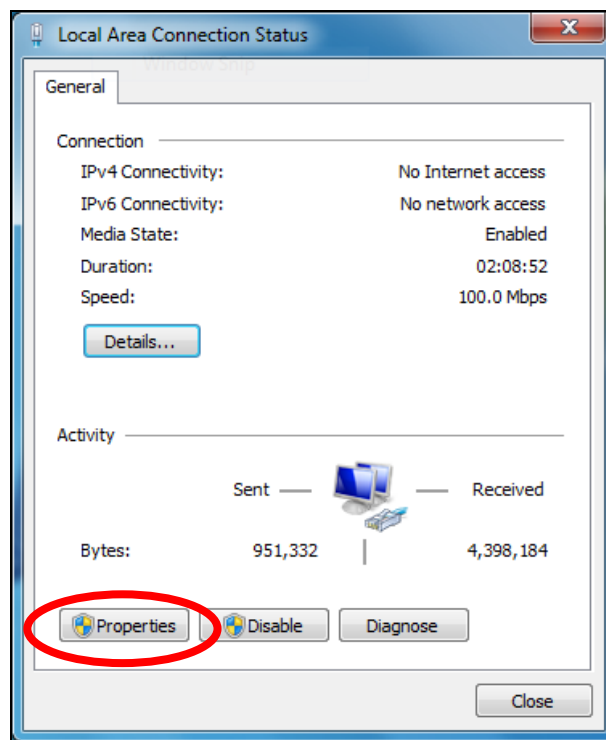 Local Area Connection Status
Window Snip
General
Connection
IPv4 Connectivity: No Internet access
IPv6 Connectivity: No network access
Media State: Enabled
Duration: 02:08:52
Speed: 100.0 Mbps
Details...
Activity
Sent Received
Bytes: 951,332 4,398,184
Properties Disable Diagnose
Close